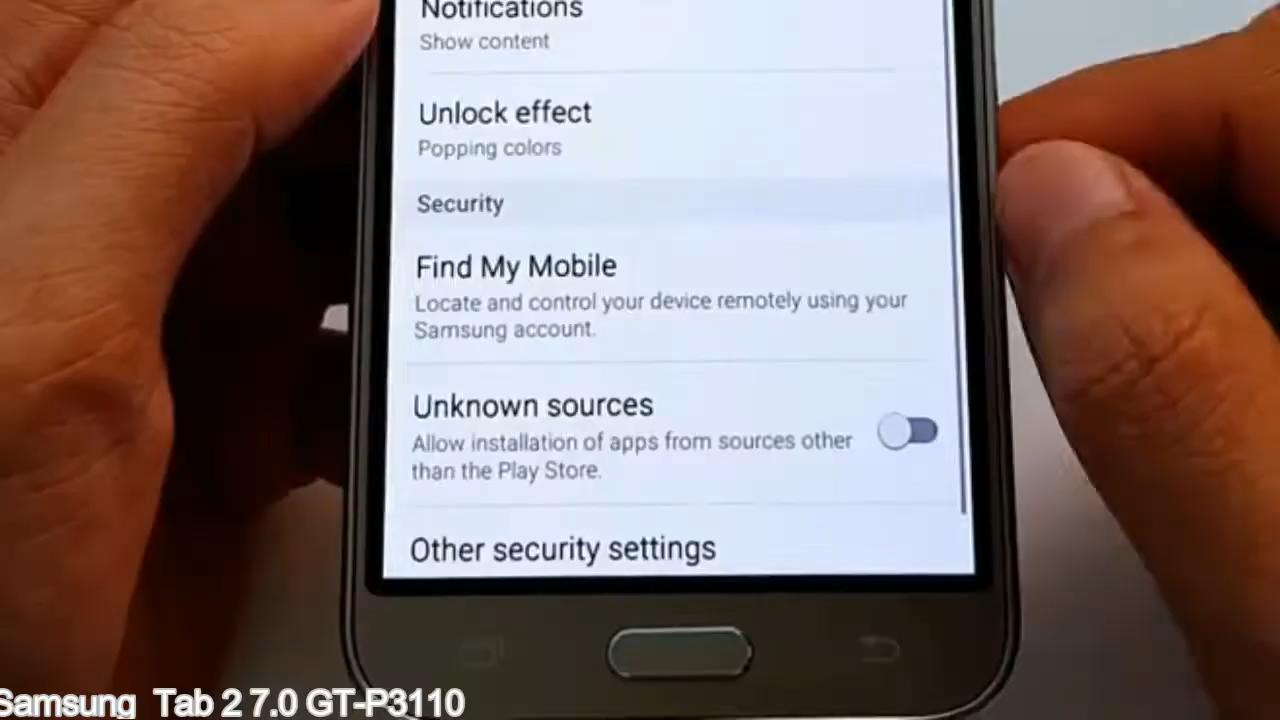 Notifications
Show content
Unlock effect
Popping colors
Security
Find My Mobile
Locate and control your device remotely using your
Samsung account.
Unknown sources
Allow installation of apps from sources other
than the Play Store.
Other security settings
Samsung Tab 2 7.0 GT-P3110